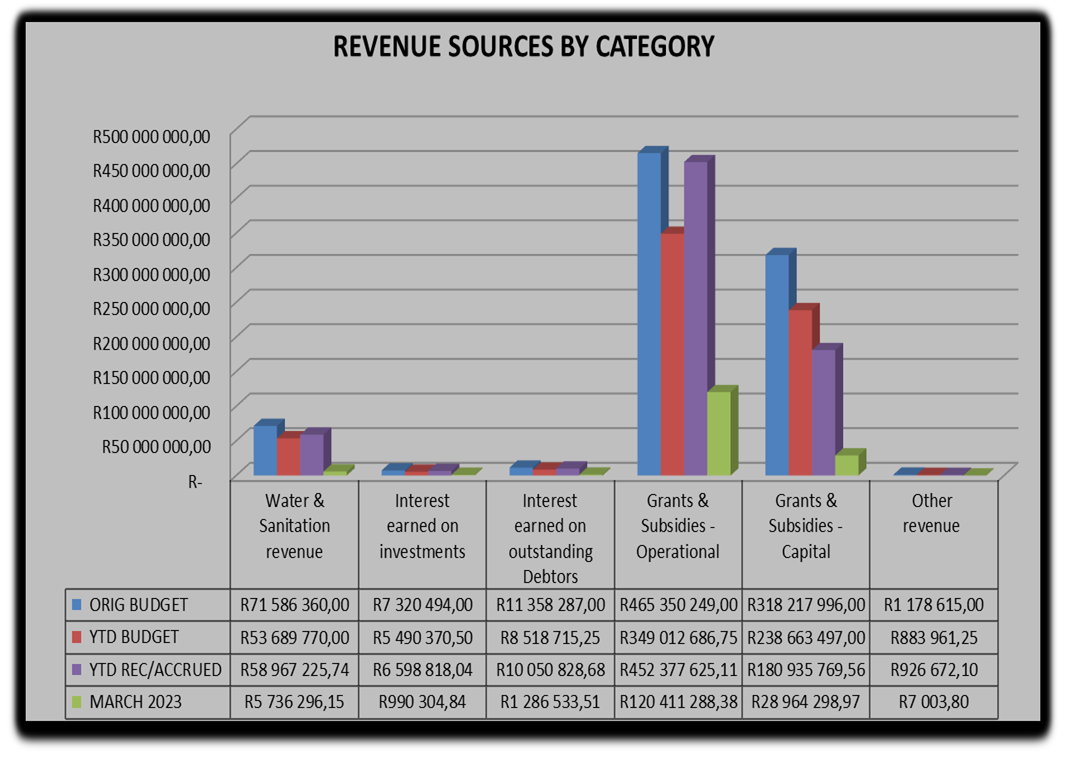 REVENUE SOURCES BY CATEGORY
R500 000 000,00
R450 000 000,00
R400 000 000,00
R350 000 000,00
R300 000 000,00
R250 000 000,00
R200 000 000,00
R150 000 000,00
R100 000 000,00
R50 000 000,00
R-
Water &
Sanitation
revenue
Interest
earned on
investments
Interest
earned on
outstanding
Debtors
Grants &
Subsidies -
Operational
Grants &
Subsidies -
Capital
Other
revenue
ORIG BUDGET R71 586 360,00 R7 320 494,00 R11 358 287,00 R465 350 249,00 R318 217 996,00 R1 178 615,00
YTD BUDGET R53 689 770,00 R5 490 370,50 R8 518 715,25 R349 012 686,75 R238 663 497,00 R883 961,25
YTD REC/ACCRUED R58 967 225,74 R6 598 818,04 R10 050 828,68 R452 377 625,11 R180 935 769,56 R926 672,10
MARCH 2023 R5 736 296,15 R990 304,84 R1 286 533,51 R120 411 288,38 R28 964 298,97 R7 003,80